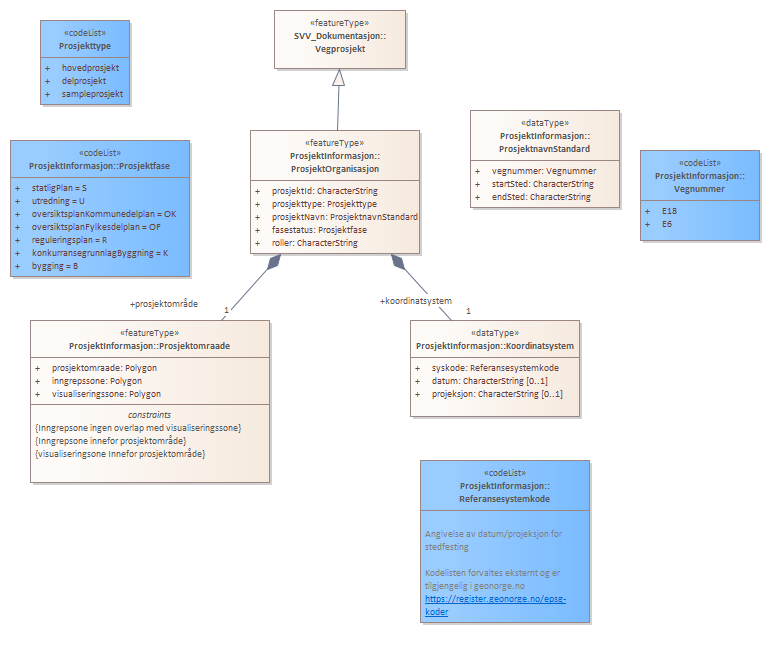 «codeList»
Prosjekttype
+ hovedprosjekt
+ delprosjekt
+ sampleprosjekt
«featureType»
SVV_Dokumentasjon::
Vegprosjekt
«codeList»
ProsjektInformasjon::Prosjektfase
+ statligPlan = S
+ utredning = U
+ oversiktsplanKommunedelplan = OK
+ oversiktsplanFylkesdelplan = OF
+ reguleringsplan = R
+ konkurransegrunnlagByggning = K
+ bygging = B
«featureType»
ProsjektInformasjon::
ProsjektOrganisasjon
+ prosjektId: CharacterString
+ prosjekttype: Prosjekttype
+ prosjektNavn: ProsjektnavnStandard
+ fasestatus: Prosjektfase
+ roller: CharacterString
«dataType»
ProsjektInformasjon::
ProsjektnavnStandard
+ vegnummer: Vegnummer
+ startSted: CharacterString
+ endSted: CharacterString
«codeList»
ProsjektInformasjon::
Vegnummer
+ E18
+ E6
+prosjektområde
1
+koordinatsystem
1
«featureType»
ProsjektInformasjon::Prosjektomraade
+ prosjektomraade: Polygon
+ inngrepssone: Polygon
+ visualiseringssone: Polygon
constraints
{Inngrepsone ingen overlap med visualiseringssone}
{Inngrepsone innefor prosjektområde}
{visualiseringsone Innefor prosjektområde}
«dataType»
ProsjektInformasjon::Koordinatsystem
+ syskode: Referansesystemkode
+ datum: CharacterString [0..1]
+ projeksjon: CharacterString [0..1]
«codeList»
ProsjektInformasjon::
Referansesystemkode
Angivelse av datum/projeksjon for
stedfesting
Kodelisten forvaltes eksternt og er
tilgjengelig i geonorge.no
https://register.geonorge.no/epsg-
koder